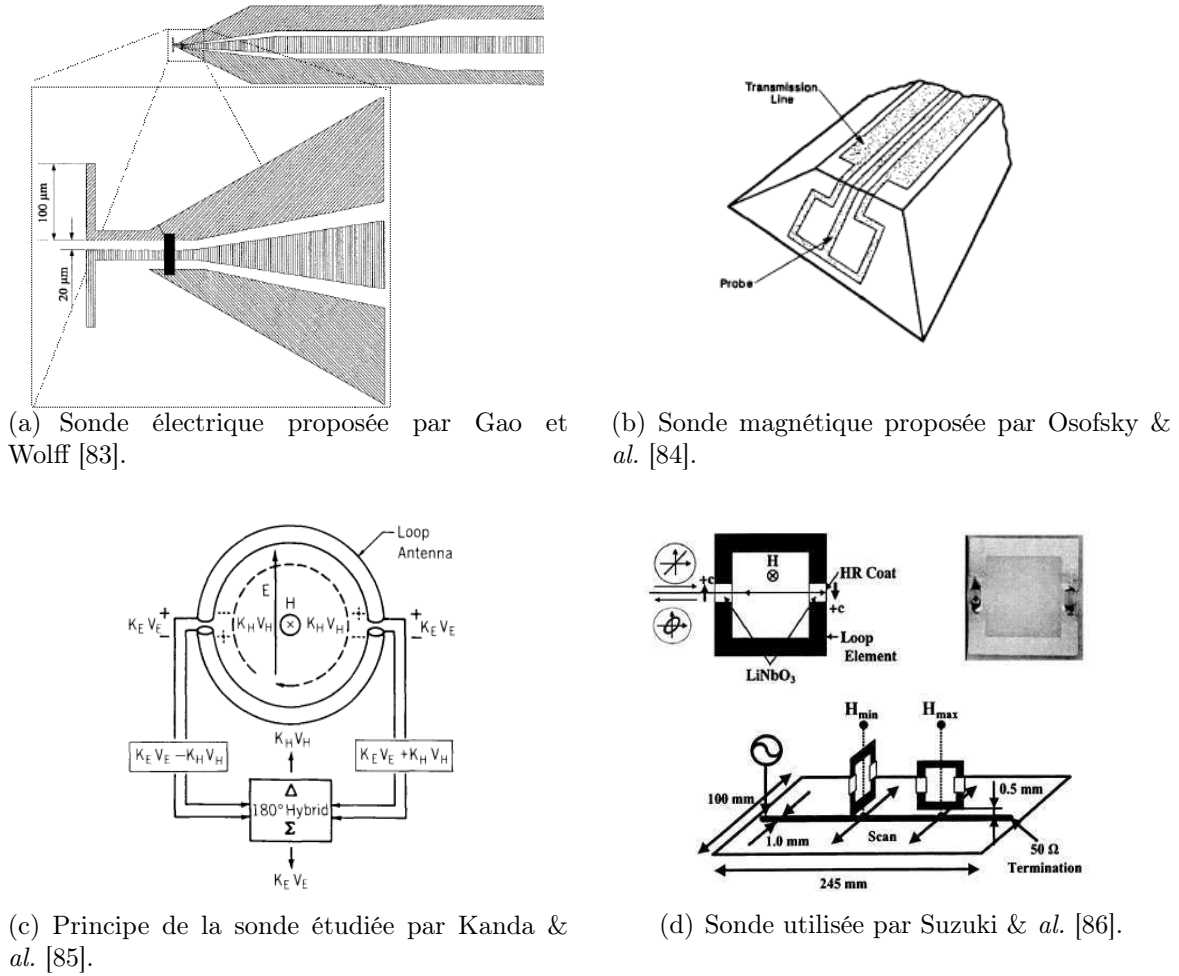 100 µm
20 µm
(a) Sonde électrique proposée par Gao et
Wolff [83].
Transmission
Line
Probe
(b) Sonde magnétique proposée par Osofsky &
al. [84].
Loop
Antenna
E
H
K_E V_E
+
−
K_H V_H
K_H V_H
+
−
K_E V_E
K_H V_H
K_E V_E − K_H V_H
K_E V_E + K_H V_H
Δ
180° Hybrid
Σ
K_E V_E
(c) Principe de la sonde étudiée par Kanda &
al. [85].
H
+c
HR Coat
+c
Loop
Element
LiNbO₃
H_min
H_max
100 mm
1.0 mm
Scan
0.5 mm
50 Ω
Termination
245 mm
(d) Sonde utilisée par Suzuki & al. [86].